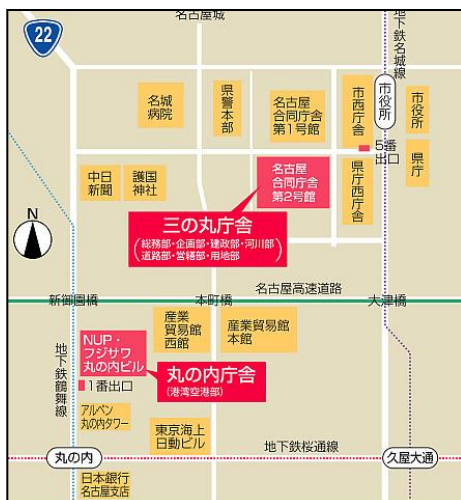 22
名古屋城
地下鉄名城線
名城
病院
県警本部
名古屋
合同庁舎
第1号館
市西庁舎
市役所
市役所
5番
出口
県庁
中日
新聞
護国
神社
名古屋
合同庁舎
第2号館
県庁西庁舎
三の丸庁舎
(総務部・企画部・建政部・河川部
道路部・営繕部・用地部)
N
名古屋高速道路
新御園橋
本町橋
大津橋
産業
貿易館
西館
産業貿易館
本館
NUP・
フジサワ
丸の内ビル
丸の内庁舎
(港湾空港部)
1番出口
地下鉄鶴舞線
アルペン
丸の内タワー
東京海上
日動ビル
地下鉄桜通線
丸の内
久屋大通
日本銀行
名古屋支店